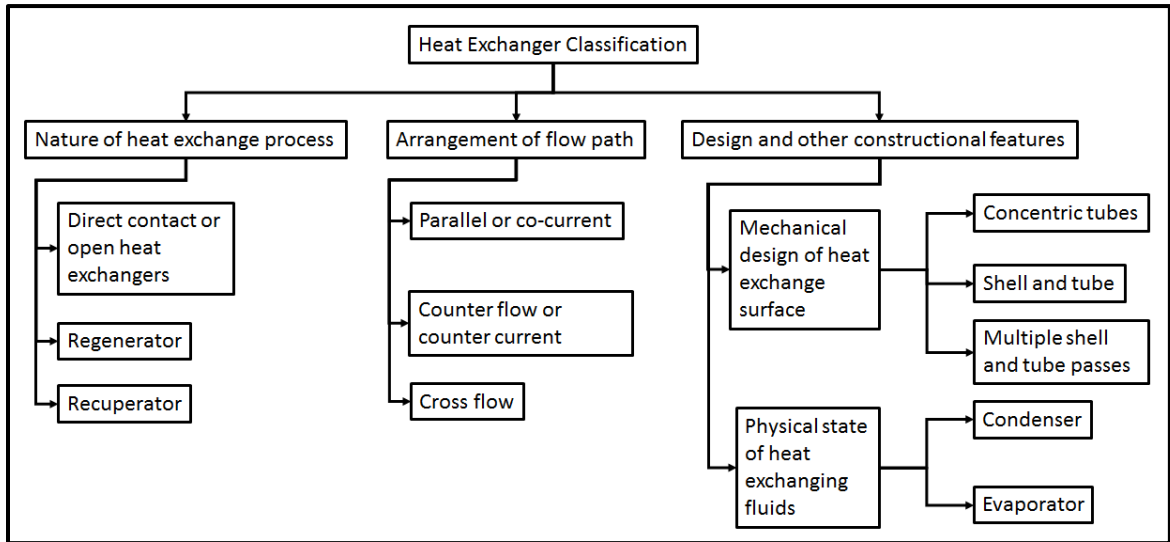 Heat Exchanger Classification
Nature of heat exchange process
Arrangement of flow path
Design and other constructional features
Direct contact or
open heat
exchangers
Regenerator
Recuperator
Parallel or co-current
Counter flow or
counter current
Cross flow
Mechanical
design of heat
exchange
surface
Concentric tubes
Shell and tube
Multiple shell
and tube passes
Physical state
of heat
exchanging
fluids
Condenser
Evaporator